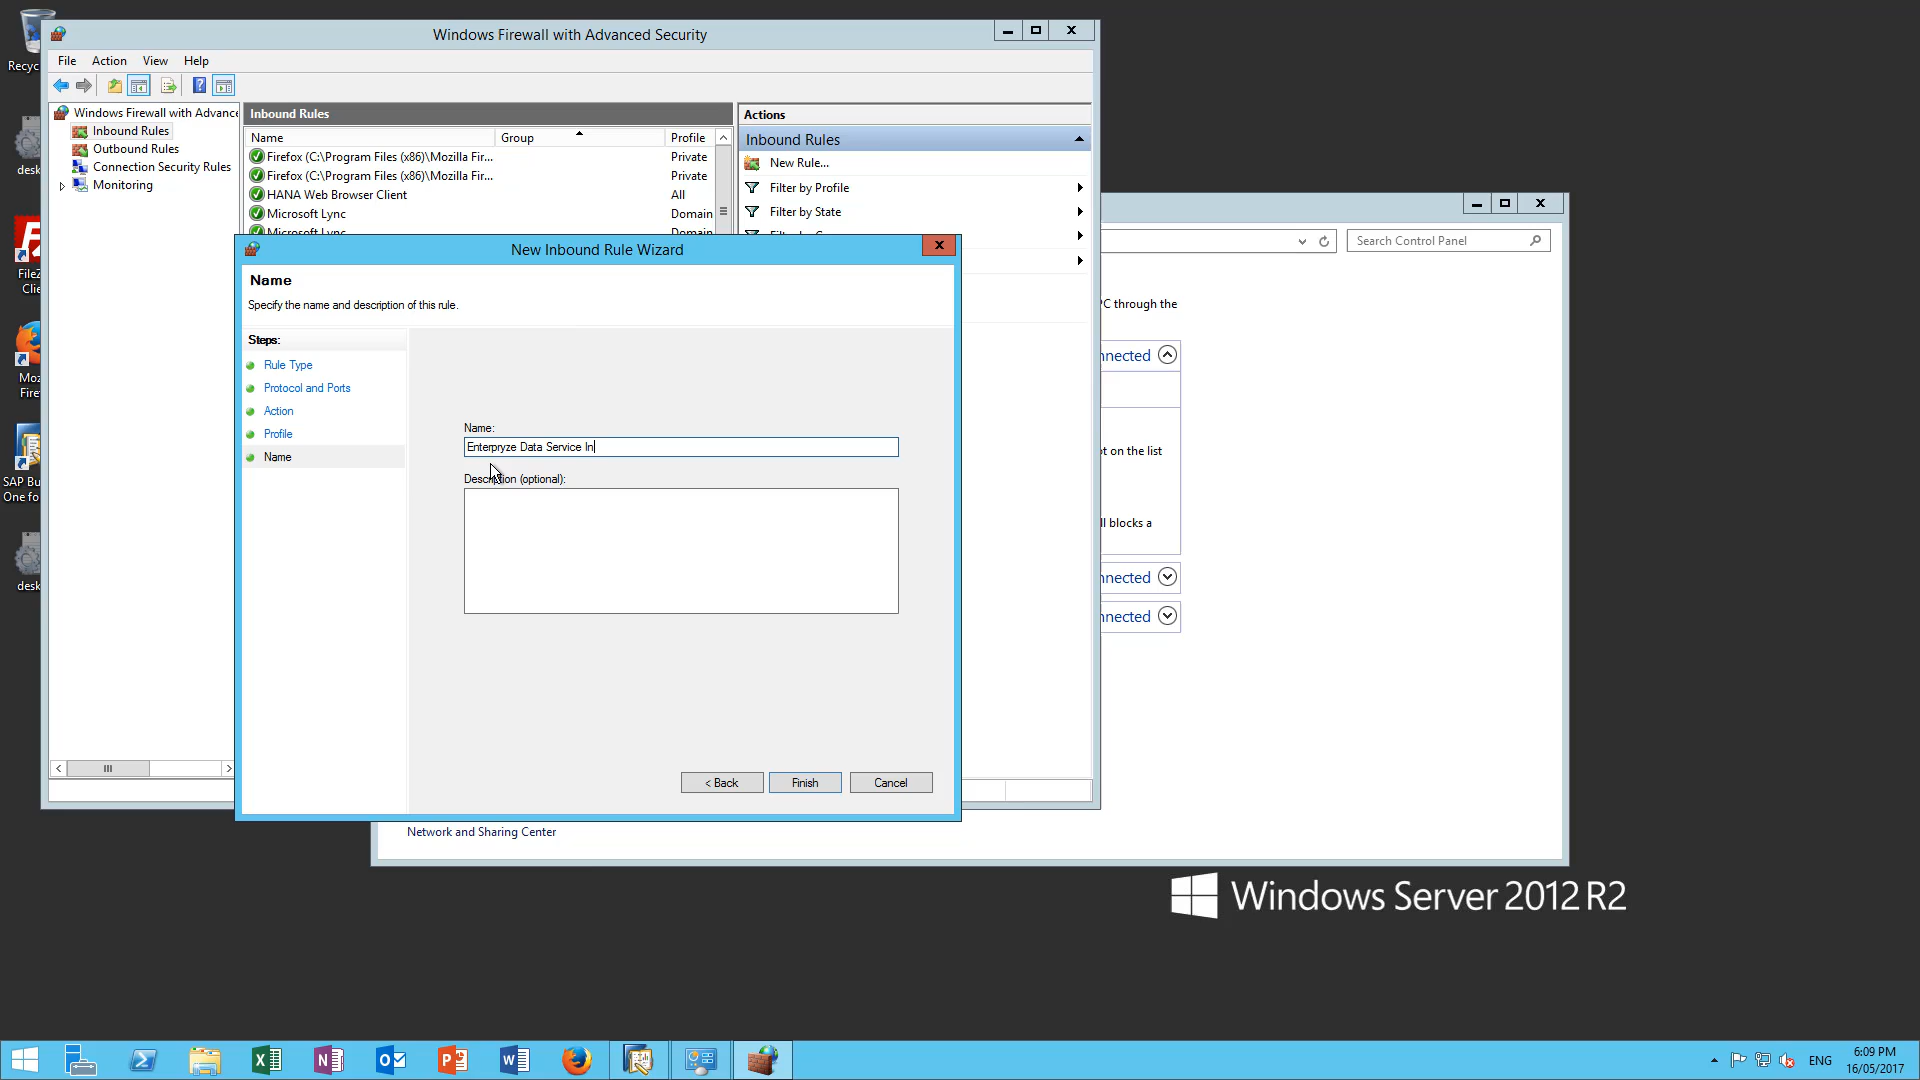 Recyc
desk
FileZ
Clie
Moz
Firef
SAP Bu
One fo
desk
Windows Firewall with Advanced Security
File Action View Help
Windows Firewall with Advance
Inbound Rules
Outbound Rules
Connection Security Rules
Monitoring
Inbound Rules
Name Group Profile
Firefox (C:\Program Files (x86)\Mozilla Fir... Private
Firefox (C:\Program Files (x86)\Mozilla Fir... Private
HANA Web Browser Client All
Microsoft Lync Domain
Microsoft Lync Domain
Actions
Inbound Rules
New Rule...
Filter by Profile
Filter by State
New Inbound Rule Wizard
Name
Specify the name and description of this rule.
Steps:
Rule Type
Protocol and Ports
Action
Profile
Name
Name:
Enterpryze Data Service In
Description (optional):
< Back Finish Cancel
Search Control Panel
PC through the
nnected
ot on the list
ll blocks a
nnected
nnected
Network and Sharing Center
Windows Server 2012 R2
ENG
6:09 PM
16/05/2017